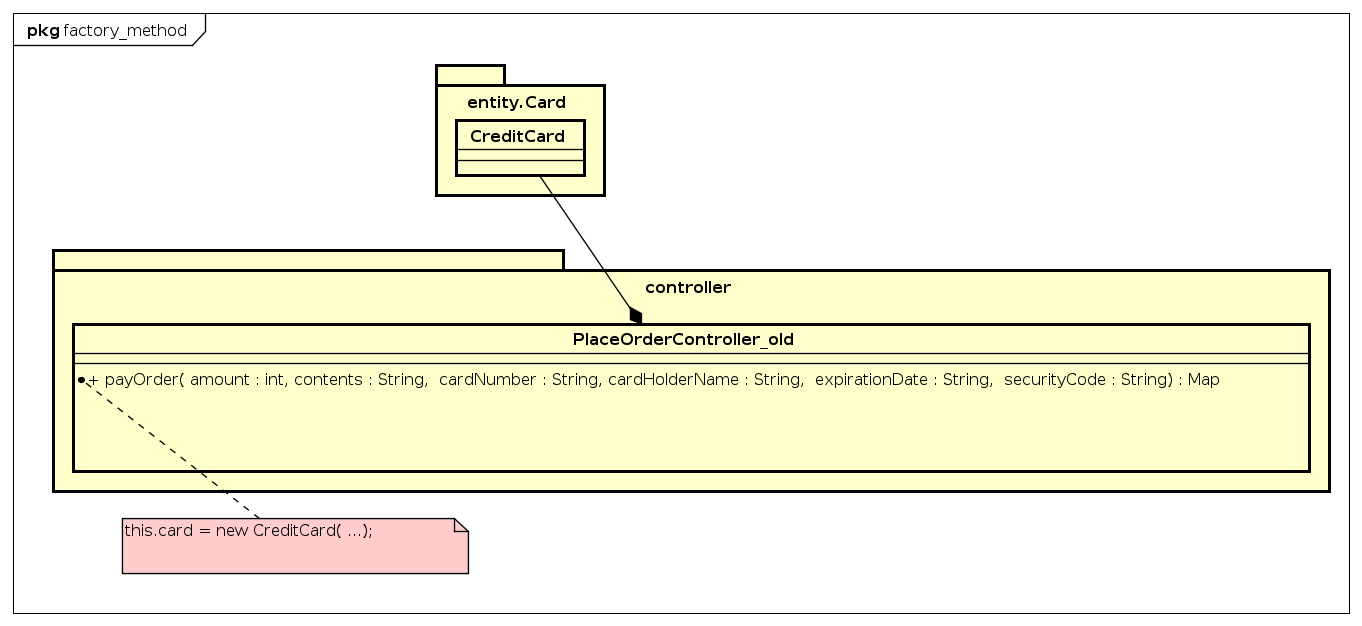 pkg factory_method
entity.Card
CreditCard
controller
PlaceOrderController_old
+ payOrder( amount : int, contents : String,  cardNumber : String, cardHolderName : String,  expirationDate : String,  securityCode : String) : Map
this.card = new CreditCard( ...);